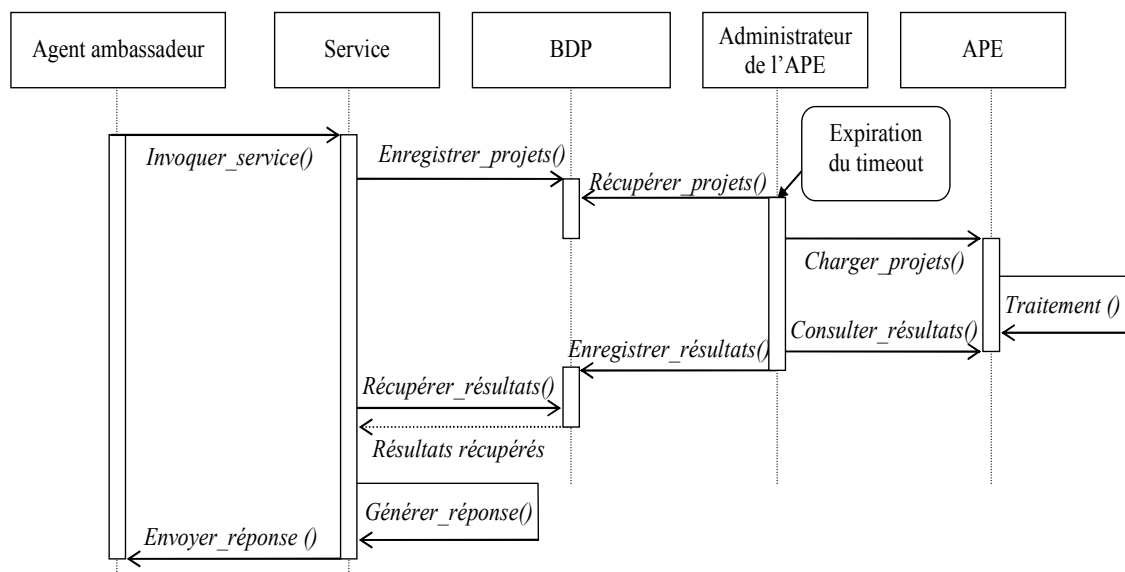 Agent ambassadeur
Service
BDP
Administrateur
de l'APE
APE
Expiration
du timeout
Invoquer_service()
Enregistrer_projets()
Récupérer_projets()
Charger_projets()
Traitement ()
Consulter_résultats()
Enregistrer_résultats()
Récupérer_résultats()
Résultats récupérés
Générer_réponse()
Envoyer_réponse ()